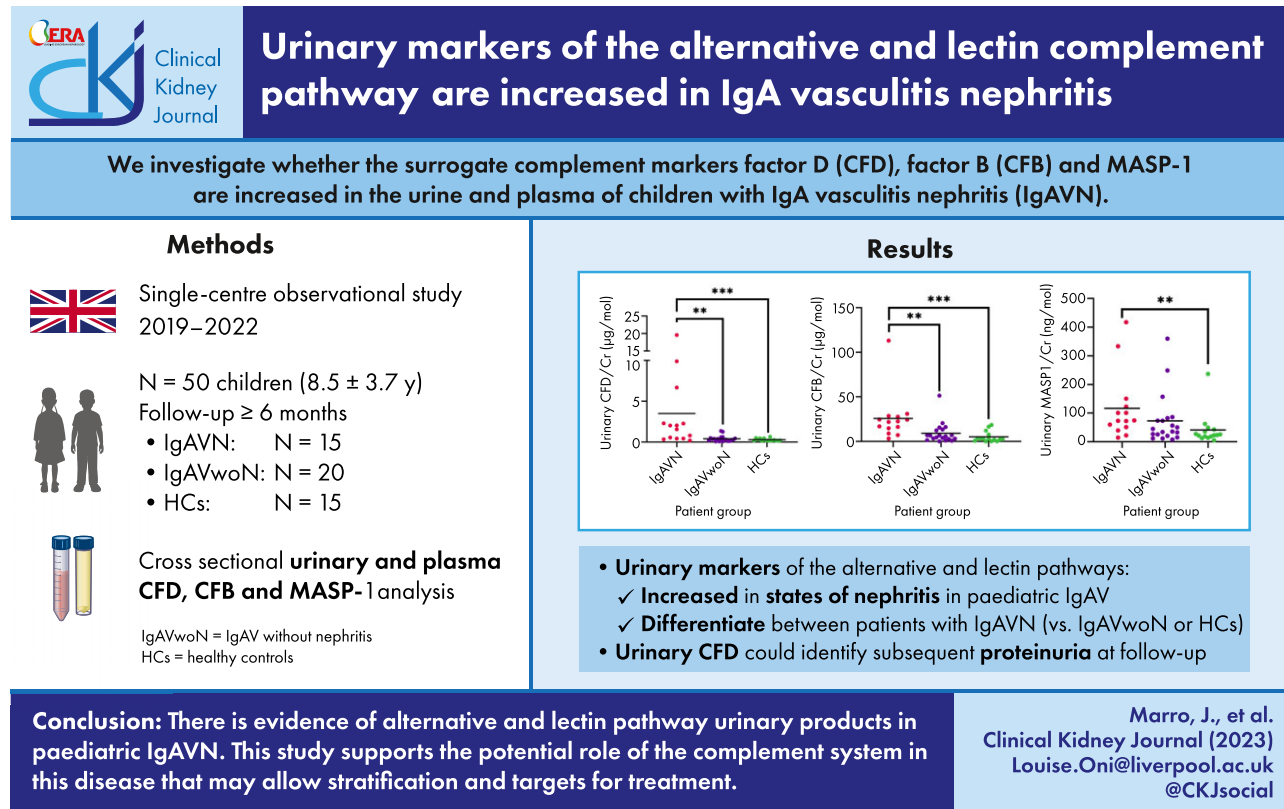 ERA
CKJ
Clinical
Kidney
Journal
Urinary markers of the alternative and lectin complement
pathway are increased in IgA vasculitis nephritis
We investigate whether the surrogate complement markers factor D (CFD), factor B (CFB) and MASP-1
are increased in the urine and plasma of children with IgA vasculitis nephritis (IgAVN).
Methods
Single-centre observational study
2019–2022
N = 50 children (8.5 ± 3.7 y)
Follow-up ≥ 6 months
• IgAVN: N = 15
• IgAVwoN: N = 20
• HCs: N = 15
Cross sectional urinary and plasma
CFD, CFB and MASP-1analysis
IgAVwoN = IgAV without nephritis
HCs = healthy controls
Results
Urinary CFD/Cr (µg/mol)
25
20
15
10
5
0
***
**
IgAVN
IgAVwoN
HCs
Patient group
Urinary CFB/Cr (µg/mol)
150
100
50
0
***
**
IgAVN
IgAVwoN
HCs
Patient group
Urinary MASP1/Cr (ng/mol)
500
400
300
200
100
0
**
IgAVN
IgAVwoN
HCs
Patient group
• Urinary markers of the alternative and lectin pathways:
✓ Increased in states of nephritis in paediatric IgAV
✓ Differentiate between patients with IgAVN (vs. IgAVwoN or HCs)
• Urinary CFD could identify subsequent proteinuria at follow-up
Conclusion: There is evidence of alternative and lectin pathway urinary products in
paediatric IgAVN. This study supports the potential role of the complement system in
this disease that may allow stratification and targets for treatment.
Marro, J., et al.
Clinical Kidney Journal (2023)
Louise.Oni@liverpool.ac.uk
@CKJsocial